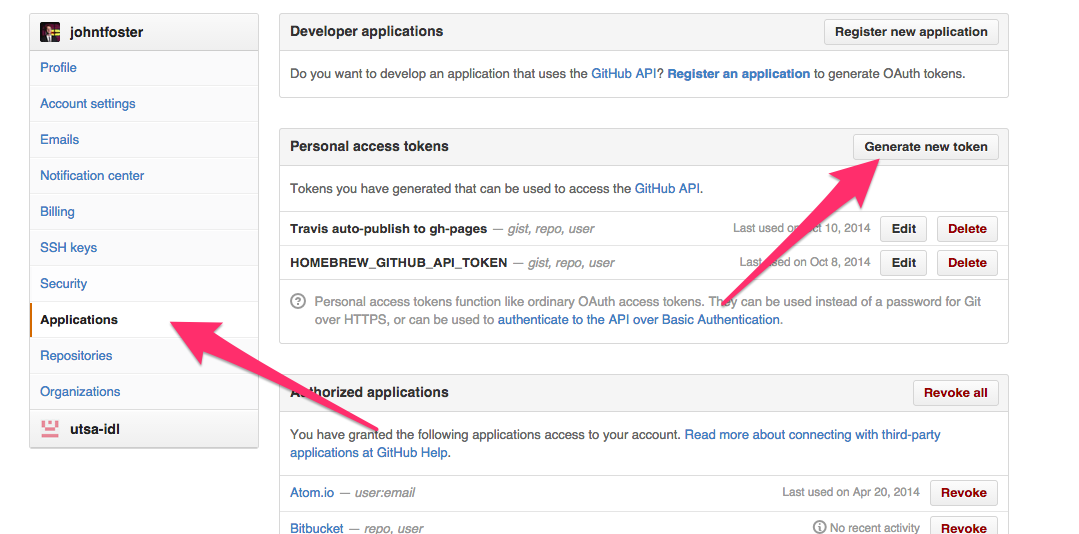 johntfoster
Profile
Account settings
Emails
Notification center
Billing
SSH keys
Security
Applications
Repositories
Organizations
utsa-idl
Developer applications
Register new application
Do you want to develop an application that uses the GitHub API? Register an application to generate OAuth tokens.
Personal access tokens
Generate new token
Tokens you have generated that can be used to access the GitHub API.
Travis auto-publish to gh-pages — gist, repo, user
Last used on Oct 10, 2014
Edit
Delete
HOMEBREW_GITHUB_API_TOKEN — gist, repo, user
Last used on Oct 8, 2014
Edit
Delete
Personal access tokens function like ordinary OAuth access tokens. They can be used instead of a password for Git
over HTTPS, or can be used to authenticate to the API over Basic Authentication.
Authorized applications
Revoke all
You have granted the following applications access to your account. Read more about connecting with third-party
applications at GitHub Help.
Atom.io — user:email
Last used on Apr 20, 2014
Revoke
Bitbucket — repo, user
No recent activity
Revoke